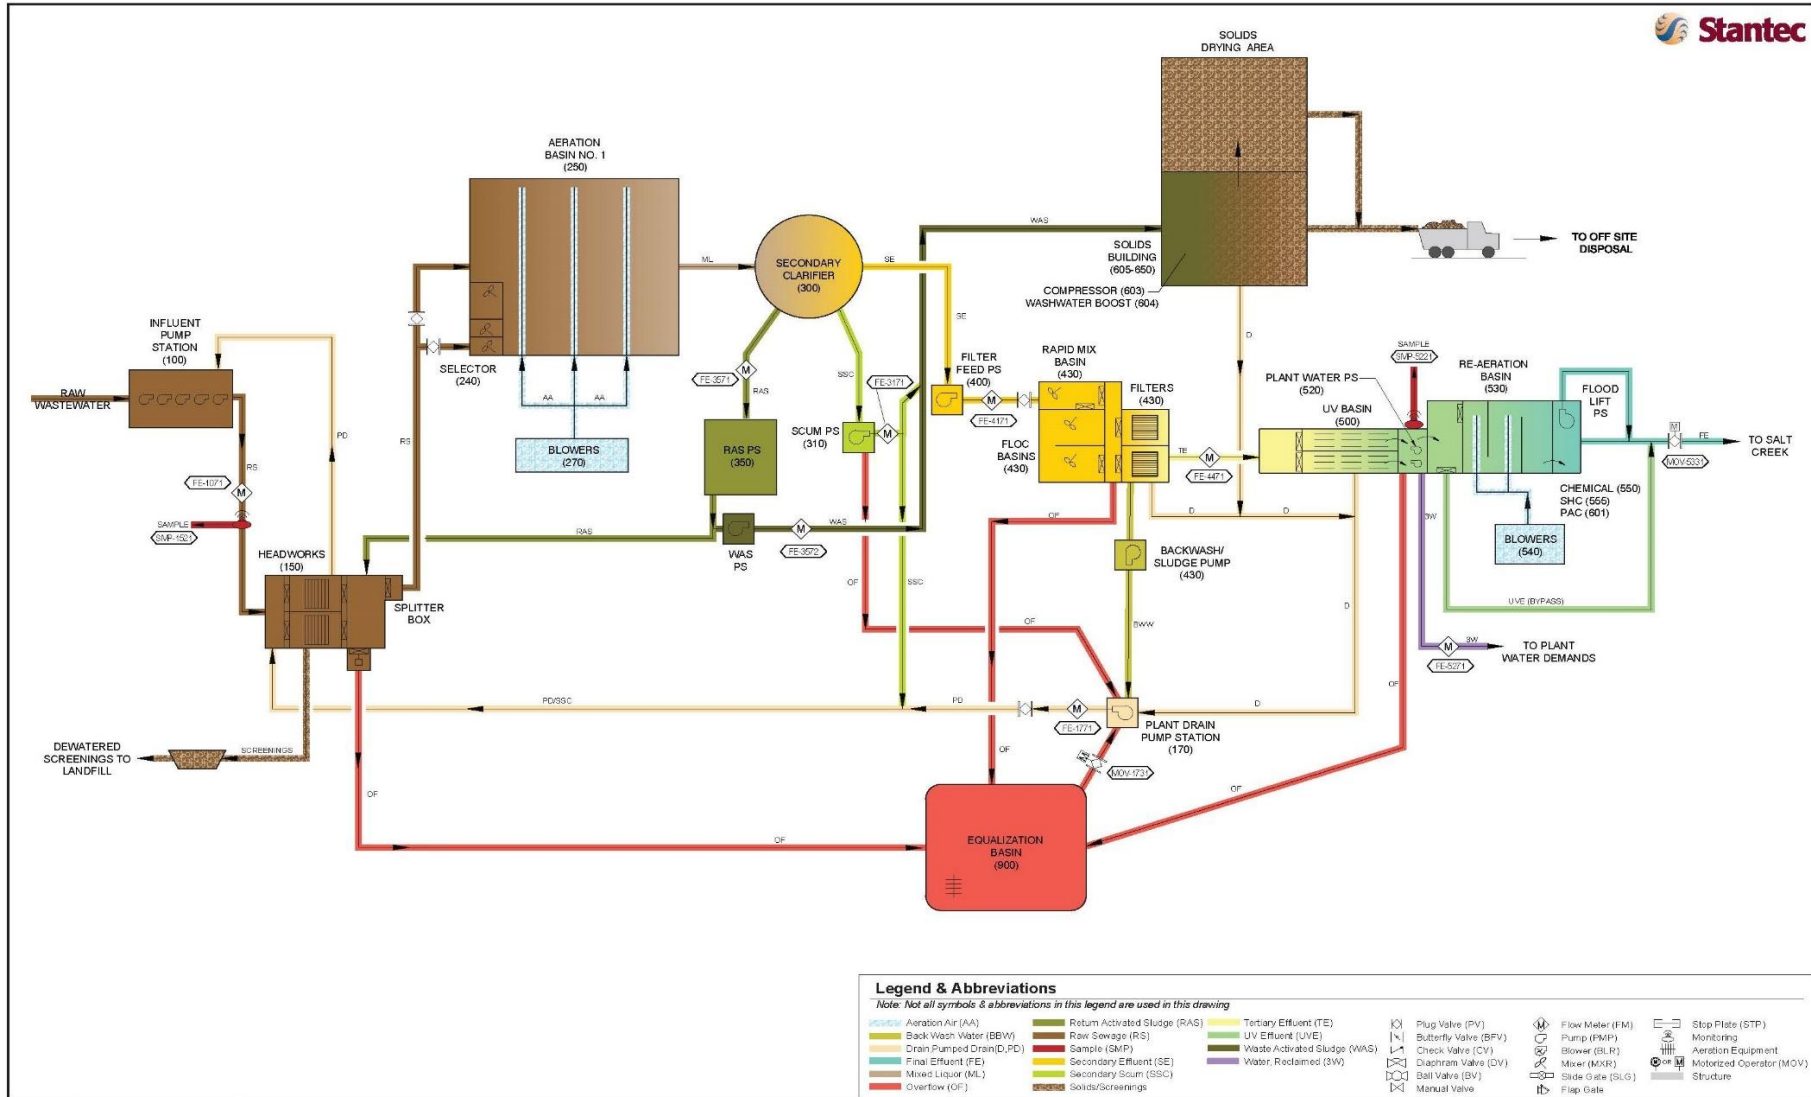 Stantec
SOLIDS
DRYING AREA
AERATION
BASIN NO. 1
(250)
WAS
TO OFF SITE
DISPOSAL
SOLIDS
BUILDING
(605-650)
COMPRESSOR (603)
WASHWATER BOOST (604)
ML
SECONDARY
CLARIFIER
(300)
SE
SE
INFLUENT
PUMP
STATION
(100)
RAW
WASTEWATER
PD
RS
RS
SELECTOR
(240)
AA
AA
BLOWERS
(270)
M
FE-3571
RAS
RAS PS
(350)
SSC
FE-3171
M
SCUM PS
(310)
FILTER
FEED PS
(400)
M
FE-4171
RAPID MIX
BASIN
(430)
FILTERS
(430)
FLOC
BASINS
(430)
D
TE
M
FE-4471
SAMPLE
SMP-5221
PLANT WATER PS
(520)
UV BASIN
(500)
RE-AERATION
BASIN
(530)
FLOOD
LIFT
PS
M
FE
MOV-5331
TO SALT
CREEK
CHEMICAL (550)
SHC (555)
PAC (601)
BLOWERS
(540)
FE-1071
M
SAMPLE
SMP-1521
HEADWORKS
(150)
SPLITTER
BOX
RAS
WAS
PS
M
FE-3572
WAS
OF
SSC
OF
D
D
BACKWASH/
SLUDGE PUMP
(430)
BWW
D
3W
UVE (BYPASS)
M
3W
FE-5271
TO PLANT
WATER DEMANDS
OF
PD/SSC
PD
M
FE-1771
D
PLANT DRAIN
PUMP STATION
(170)
OF
DEWATERED
SCREENINGS TO
LANDFILL
SCREENINGS
OF
M
MOV-1731
OF
OF
OF
EQUALIZATION
BASIN
(900)
Legend & Abbreviations
Note: Not all symbols & abbreviations in this legend are used in this drawing
Aeration Air (AA)
Back Wash Water (BBW)
Drain,Pumped Drain(D,PD)
Final Effluent (FE)
Mixed Liquor (ML)
Overflow (OF)
Return Activated Sludge (RAS)
Raw Sewage (RS)
Sample (SMP)
Secondary Effluent (SE)
Secondary Scum (SSC)
Solids/Screenings
Tertiary Effluent (TE)
UV Effluent (UVE)
Waste Activated Sludge (WAS)
Water, Reclaimed (3W)
Plug Valve (PV)
Butterfly Valve (BFV)
Check Valve (CV)
Diaphram Valve (DV)
Ball Valve (BV)
Manual Valve
M
Flow Meter (FM)
Pump (PMP)
Blower (BLR)
Mixer (MXR)
Slide Gate (SLG)
Flap Gate
Stop Plate (STP)
Monitoring
Aeration Equipment
OR M
Motorized Operator (MOV)
Structure